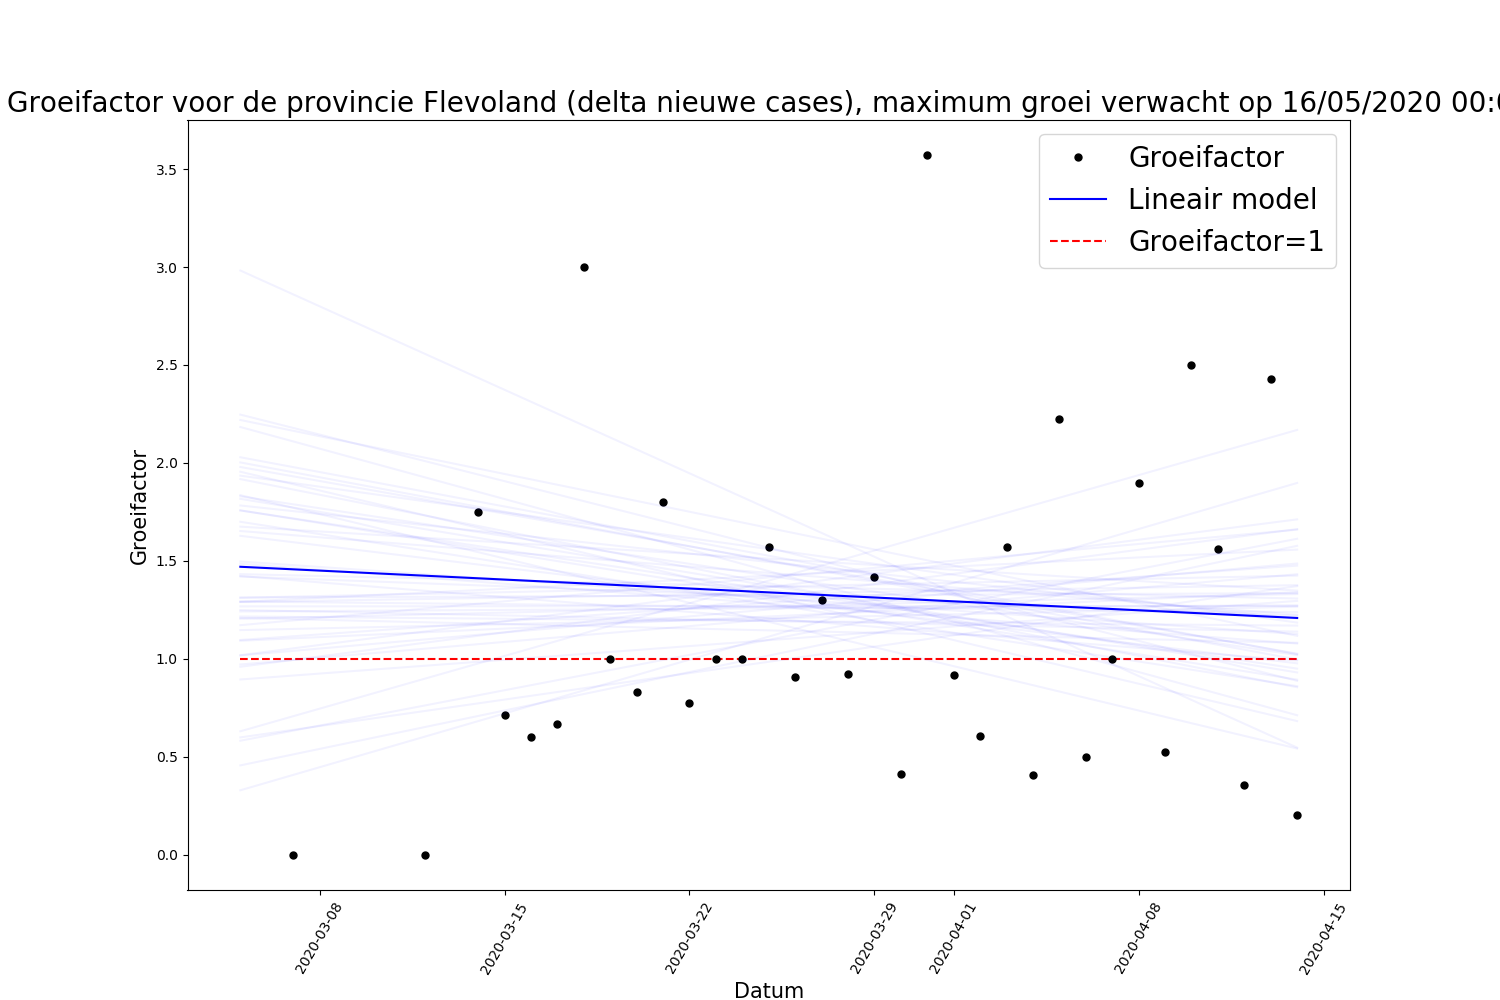 Groeifactor voor de provincie Flevoland (delta nieuwe cases), maximum groei verwacht op 16/05/2020 00:
Groeifactor
Lineair model
Groeifactor=1
Groeifactor
3.5
3.0
2.5
2.0
1.5
1.0
0.5
0.0
2020-03-08
2020-03-15
2020-03-22
2020-03-29
2020-04-01
2020-04-08
2020-04-15
Datum